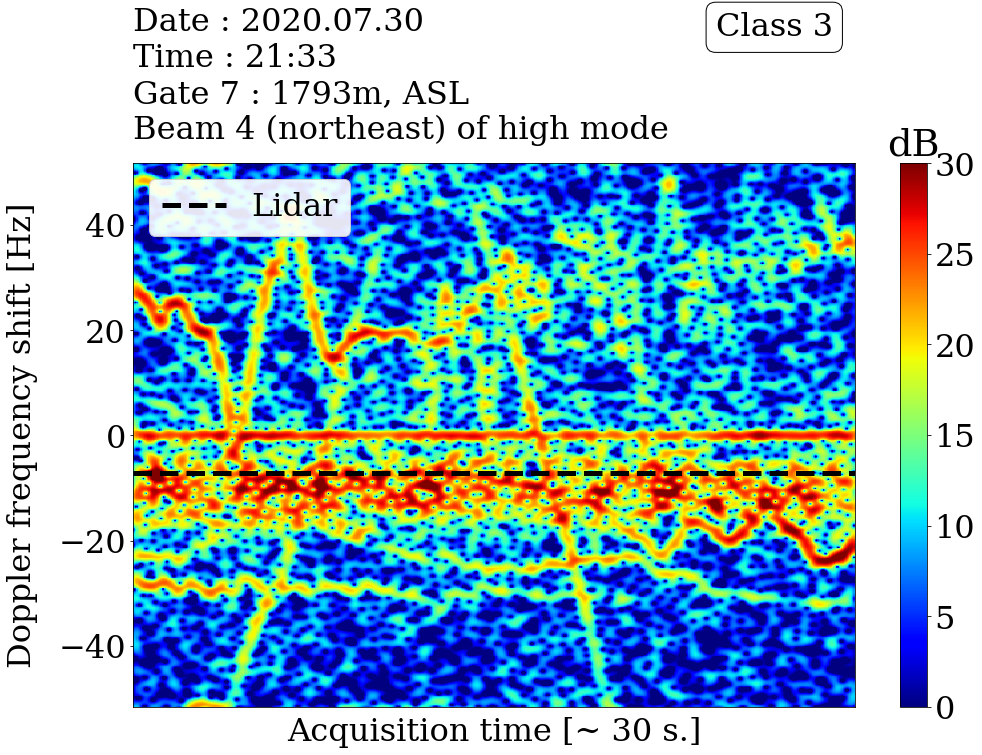 Date : 2020.07.30
Time : 21:33
Gate 7 : 1793m, ASL
Beam 4 (northeast) of high mode
Class 3
dB
Lidar
Doppler frequency shift [Hz]
40
20
0
−20
−40
30
25
20
15
10
5
0
Acquisition time [~ 30 s.]